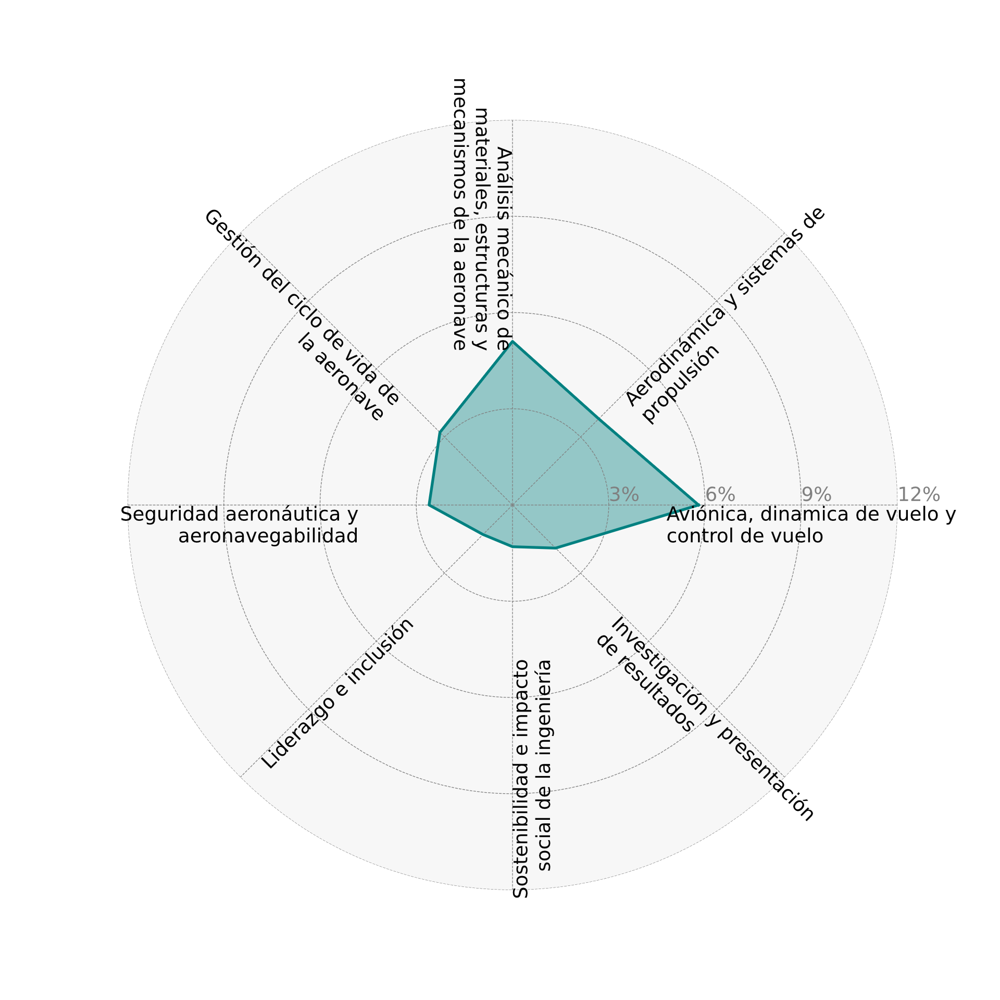 Análisis mecánico de
materiales, estructuras y
mecanismos de la aeronave
Gestión del ciclo de vida de
la aeronave
Aerodinámica y sistemas de
propulsión
3%
6%
9%
12%
Seguridad aeronáutica y
aeronavegabilidad
Aviónica, dinamica de vuelo y
control de vuelo
Liderazgo e inclusión
Sostenibilidad e impacto
social de la ingeniería
Investigación y presentación
de resultados